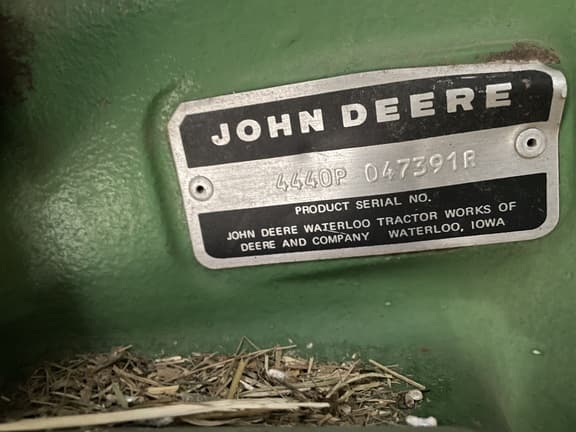 JOHN DEERE
4440P 047391R
PRODUCT SERIAL NO.
JOHN DEERE WATERLOO TRACTOR WORKS OF
DEERE AND COMPANY WATERLOO, IOWA